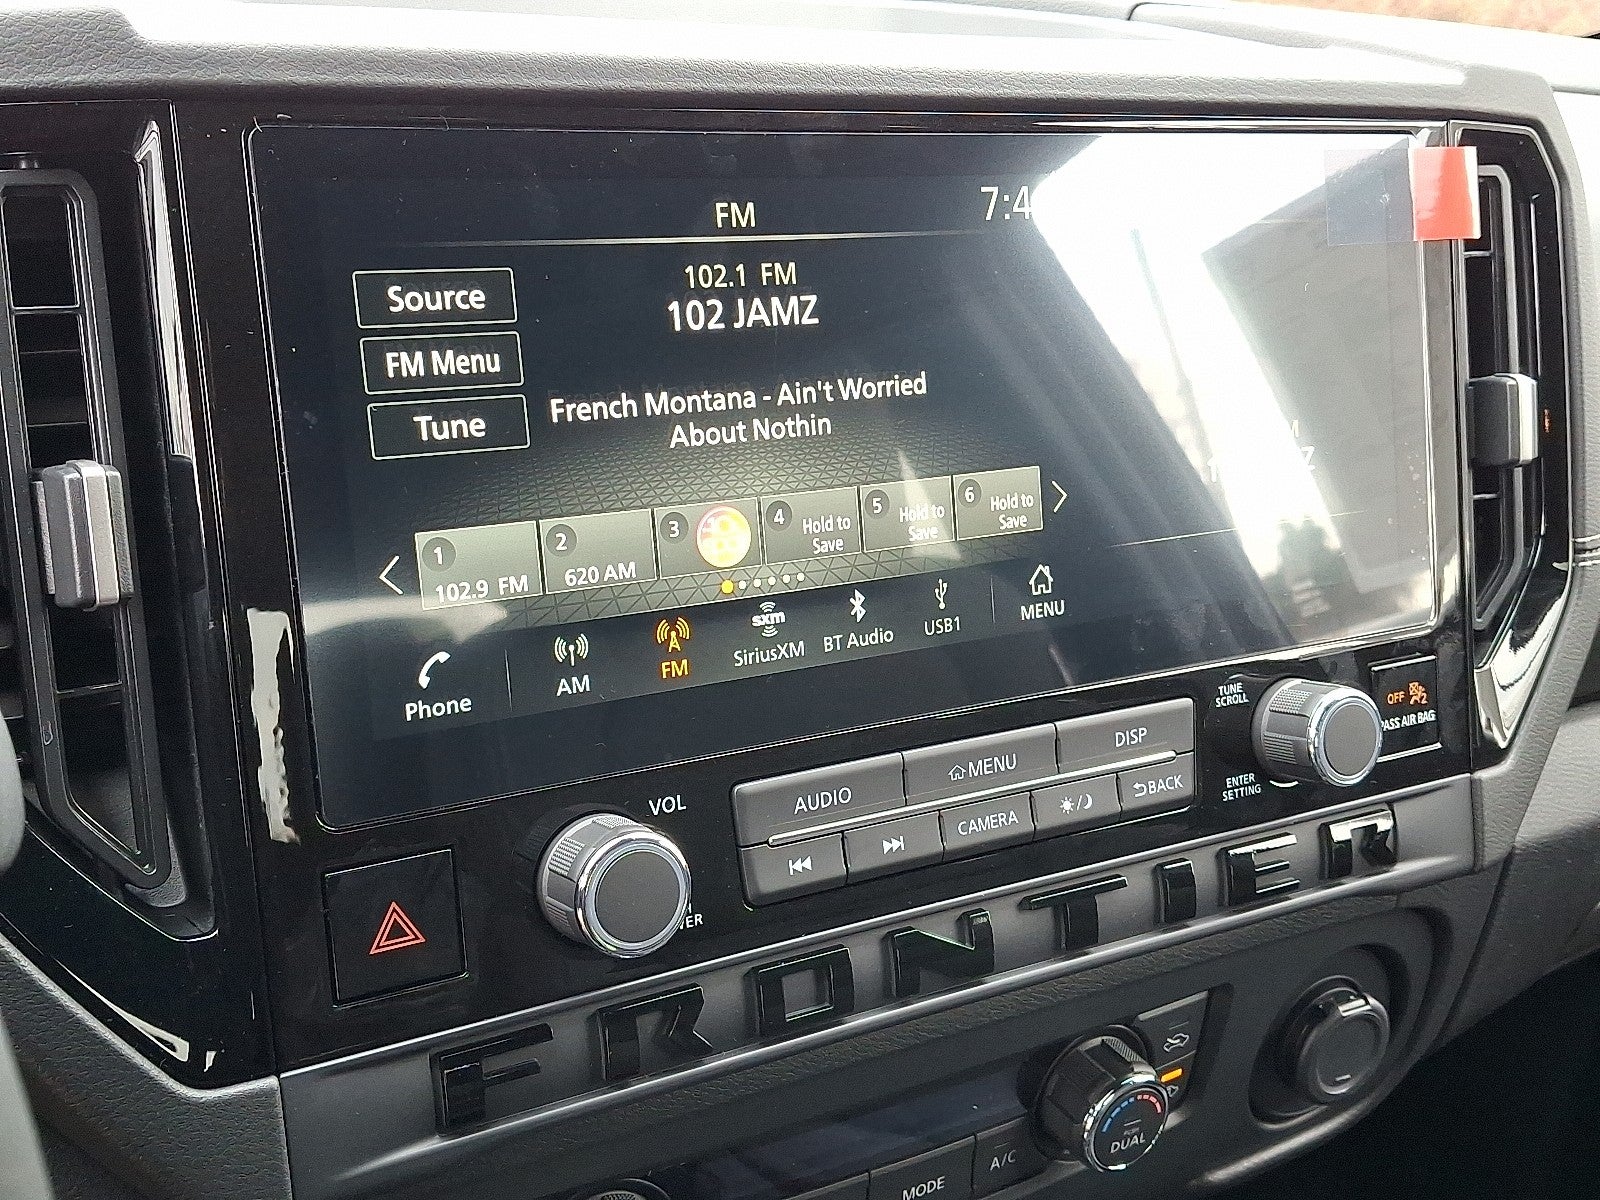 FM
7:4
Source
102.1 FM
102 JAMZ
FM Menu
French Montana - Ain't Worried
About Nothin
Tune
1
102.9 FM
2
620 AM
3
4
Hold to
Save
5
Hold to
Save
6
Hold to
Save
Phone
AM
FM
sxm
SiriusXM
BT Audio
USB1
MENU
TUNE
SCROLL
OFF
2
PASS AIR BAG
VOL
AUDIO
MENU
DISP
CAMERA
BACK
ENTER
SETTING
FRONTIER
DUAL
A/C
MODE